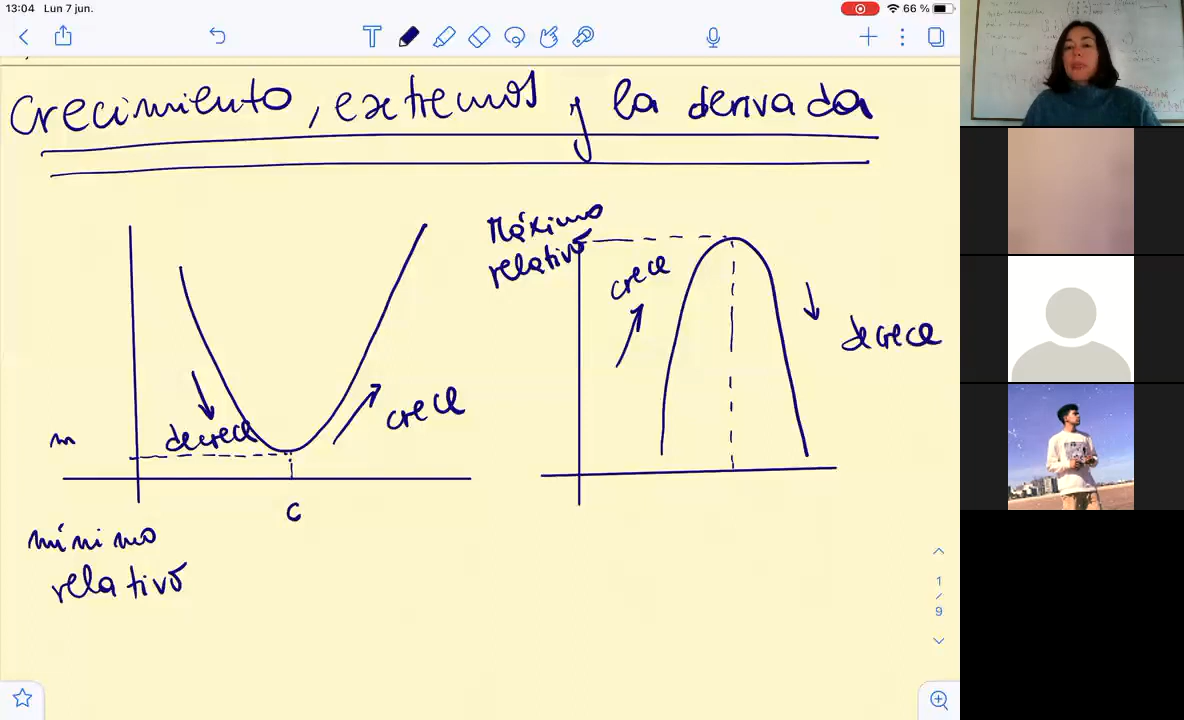 13:04 Lun 7 jun.
66 %
Crecimiento, extremos y la derivada
Máximo
relativo
crece
decrece
crece
m
decrece
c
mínimo
relativo
1
/
9